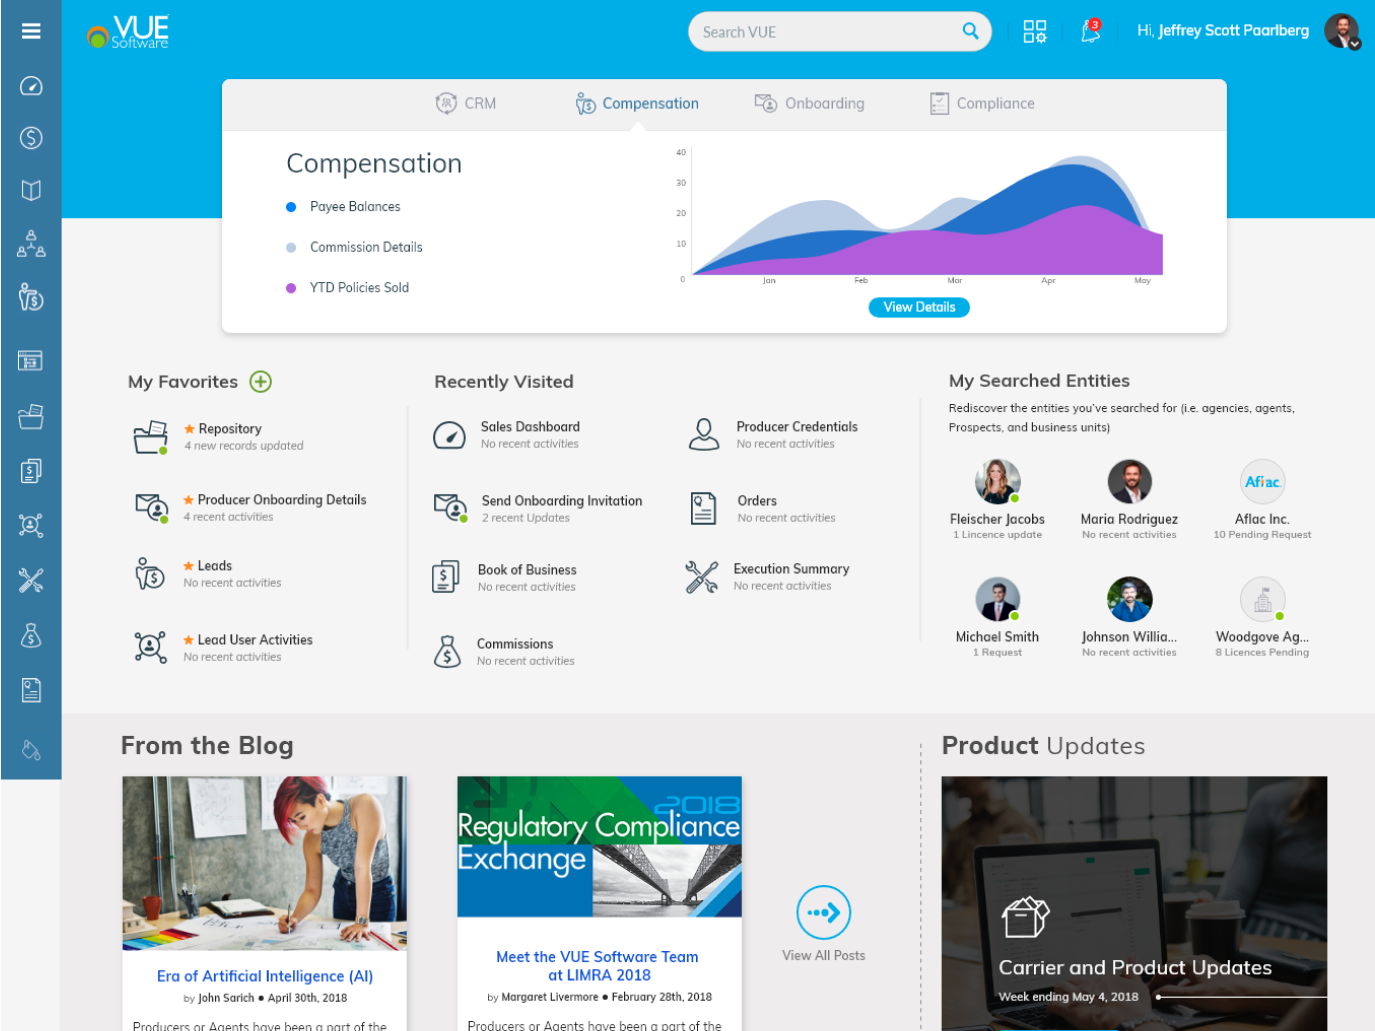 VUE
Software
Search VUE
3
Hi, Jeffrey Scott Paarlberg
CRM
Compensation
Onboarding
Compliance
Compensation
Payee Balances
Commission Details
YTD Policies Sold
40
30
20
10
0
Jan
Feb
Mar
Apr
May
View Details
My Favorites
Repository
4 new records updated
Producer Onboarding Details
4 recent activities
Leads
No recent activities
Lead User Activities
No recent activities
Recently Visited
Sales Dashboard
No recent activities
Send Onboarding Invitation
2 recent Updates
Book of Business
No recent activities
Commissions
No recent activities
Producer Credentials
No recent activities
Orders
No recent activities
Execution Summary
No recent activities
My Searched Entities
Rediscover the entities you've searched for (i.e. agencies, agents,
Prospects, and business units)
Fleischer Jacobs
1 Lincence update
Maria Rodriguez
No recent activities
Aflac
Aflac Inc.
10 Pending Request
Michael Smith
1 Request
Johnson Willia...
No recent activities
Woodgove Ag...
8 Licences Pending
From the Blog
Era of Artificial Intelligence (AI)
by John Sarich • April 30th, 2018
Producers or Agents have been a part of the
2018
Regulatory Compliance
Exchange
Meet the VUE Software Team
at LIMRA 2018
by Margaret Livermore • February 28th, 2018
Producers or Agents have been a part of the
View All Posts
Product Updates
Carrier and Product Updates
Week ending May 4, 2018